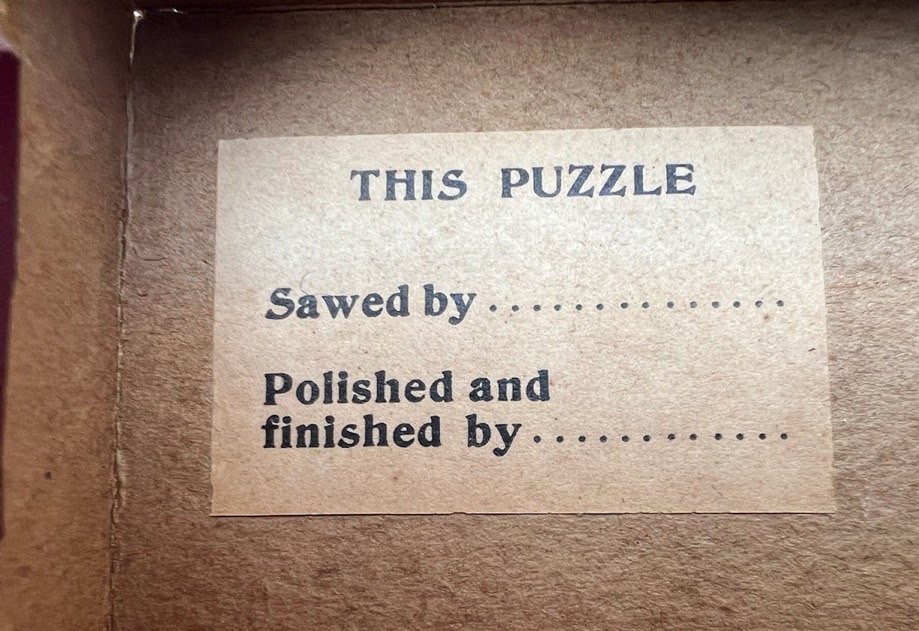 THIS PUZZLE
Sawed by ...............
Polished and
finished by .............